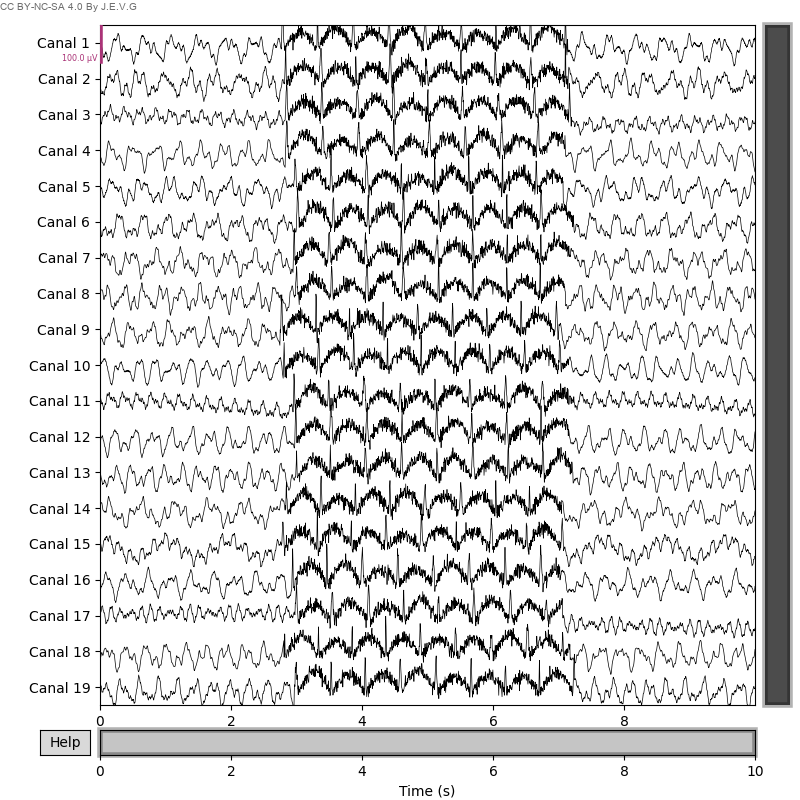 CC BY-NC-SA 4.0 By J.E.V.G
Canal 1
100.0 µV
Canal 2
Canal 3
Canal 4
Canal 5
Canal 6
Canal 7
Canal 8
Canal 9
Canal 10
Canal 11
Canal 12
Canal 13
Canal 14
Canal 15
Canal 16
Canal 17
Canal 18
Canal 19
0 2 4 6 8
Help
0 2 4 6 8 10
Time (s)